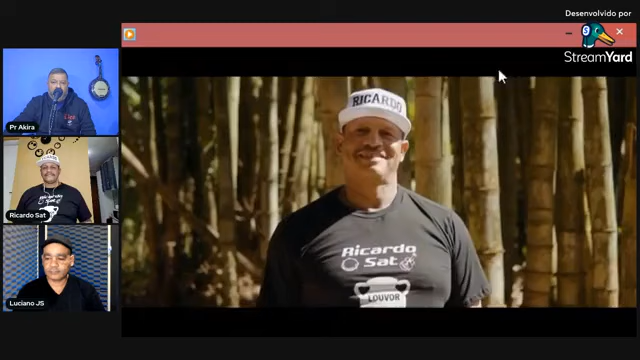 Desenvolvido por
StreamYard
Pr Akira
Ricardo Sat
Luciano JS
RICARDO
Ricardo
Sat
LOUVOR